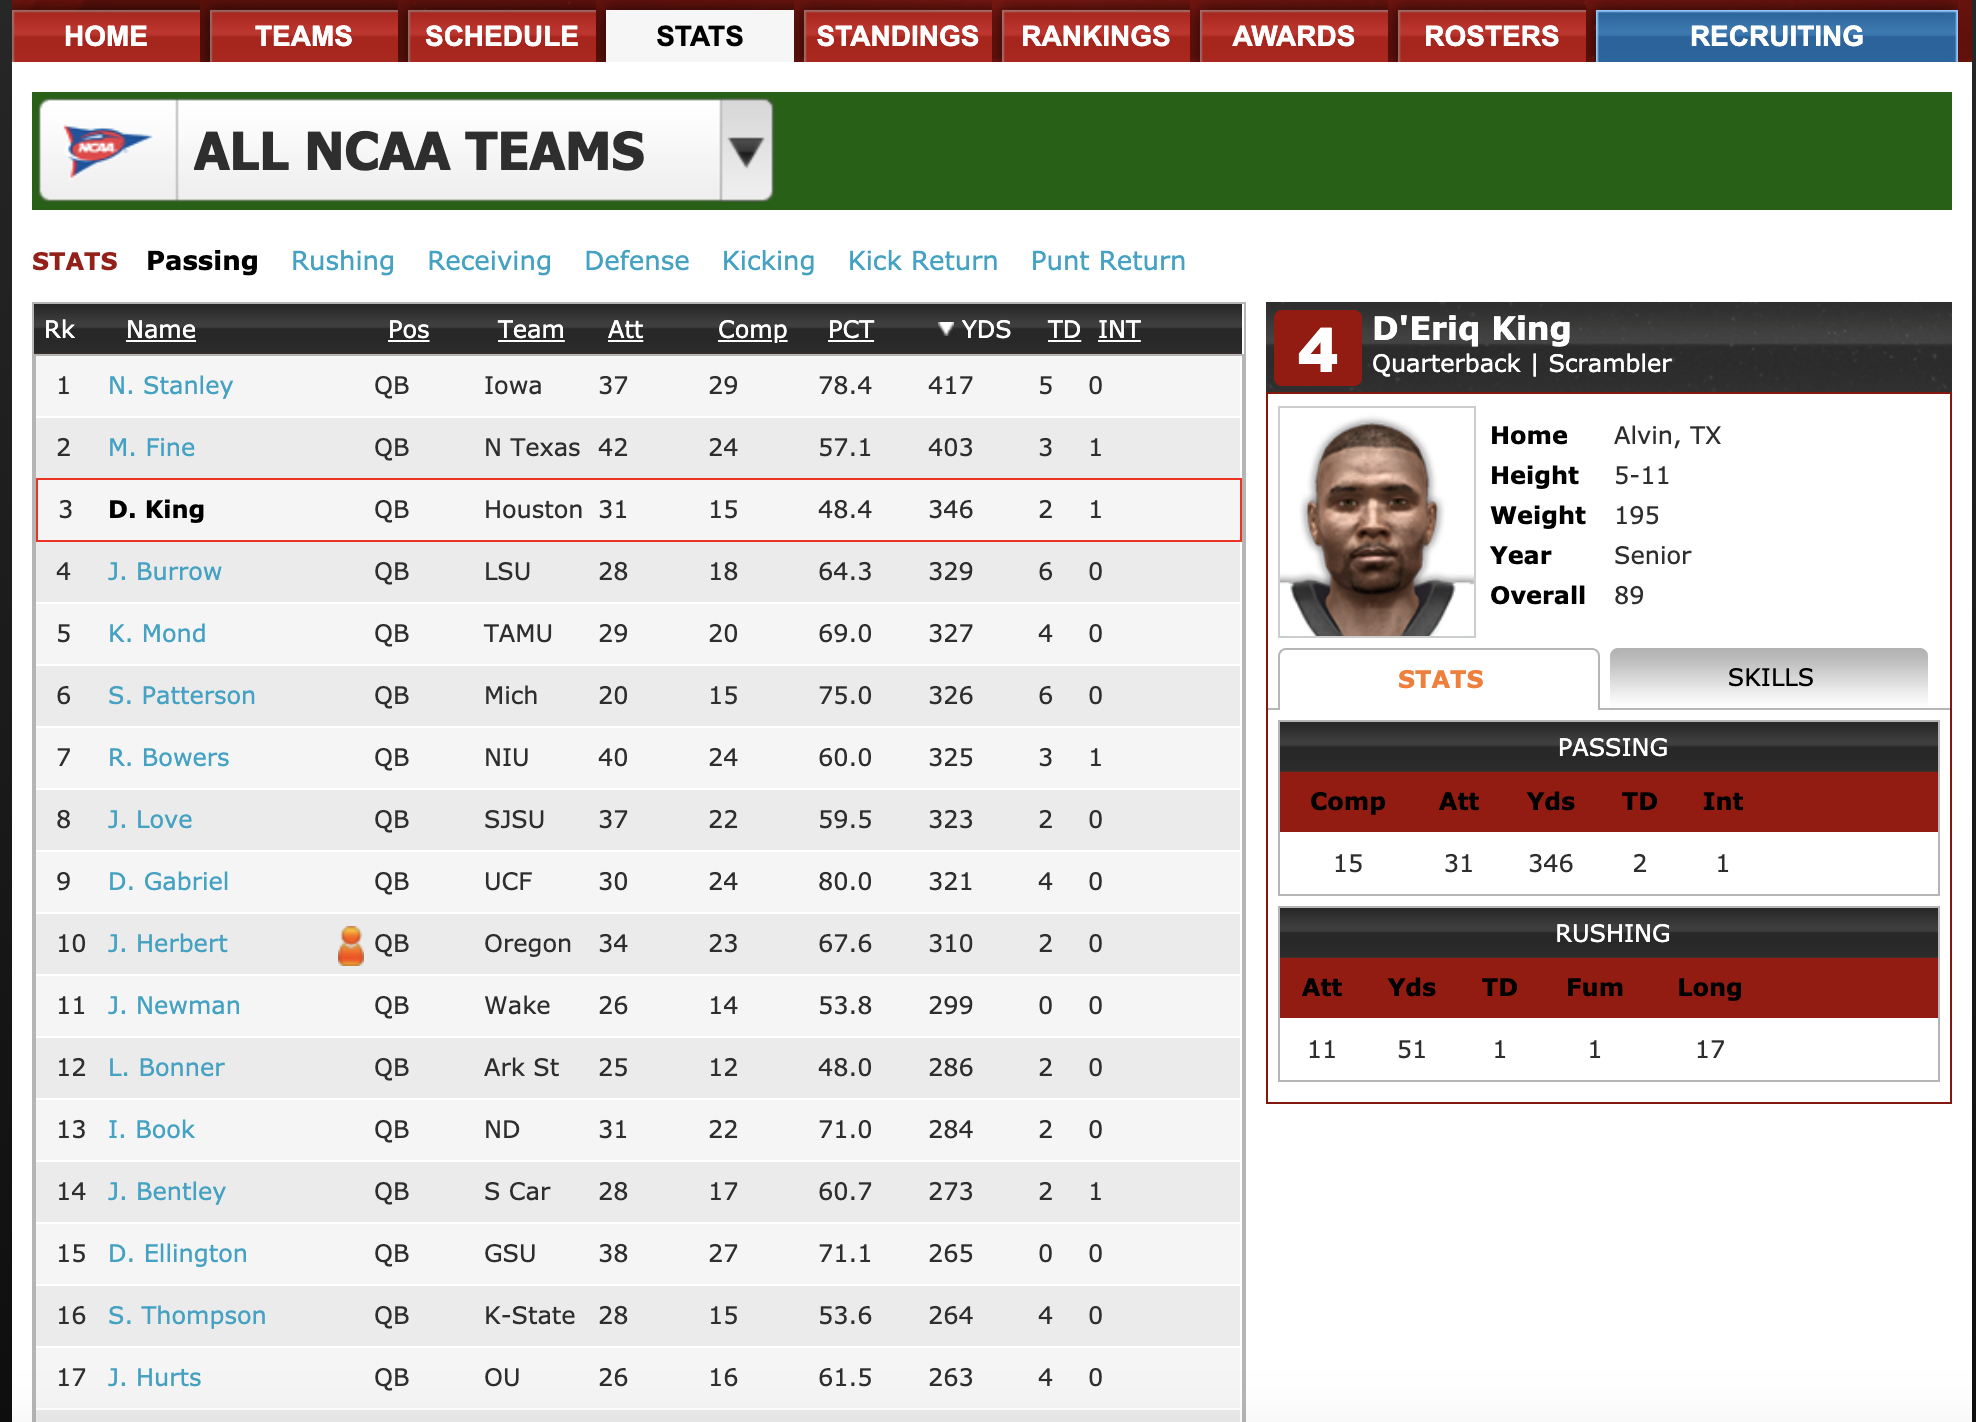 HOME TEAMS SCHEDULE STATS STANDINGS RANKINGS AWARDS ROSTERS RECRUITING
NCAA ALL NCAA TEAMS
STATS Passing Rushing Receiving Defense Kicking Kick Return Punt Return
Rk Name Pos Team Att Comp PCT ▼ YDS TD INT
1 N. Stanley QB Iowa 37 29 78.4 417 5 0
2 M. Fine QB N Texas 42 24 57.1 403 3 1
3 D. King QB Houston 31 15 48.4 346 2 1
4 J. Burrow QB LSU 28 18 64.3 329 6 0
5 K. Mond QB TAMU 29 20 69.0 327 4 0
6 S. Patterson QB Mich 20 15 75.0 326 6 0
7 R. Bowers QB NIU 40 24 60.0 325 3 1
8 J. Love QB SJSU 37 22 59.5 323 2 0
9 D. Gabriel QB UCF 30 24 80.0 321 4 0
10 J. Herbert QB Oregon 34 23 67.6 310 2 0
11 J. Newman QB Wake 26 14 53.8 299 0 0
12 L. Bonner QB Ark St 25 12 48.0 286 2 0
13 I. Book QB ND 31 22 71.0 284 2 0
14 J. Bentley QB S Car 28 17 60.7 273 2 1
15 D. Ellington QB GSU 38 27 71.1 265 0 0
16 S. Thompson QB K-State 28 15 53.6 264 4 0
17 J. Hurts QB OU 26 16 61.5 263 4 0
4 D'Eriq King
Quarterback | Scrambler
Home Alvin, TX
Height 5-11
Weight 195
Year Senior
Overall 89
STATS SKILLS
PASSING
Comp Att Yds TD Int
15 31 346 2 1
RUSHING
Att Yds TD Fum Long
11 51 1 1 17